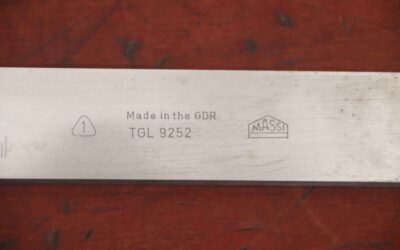 1
Made in the GDR
TGL 9252
MASSI